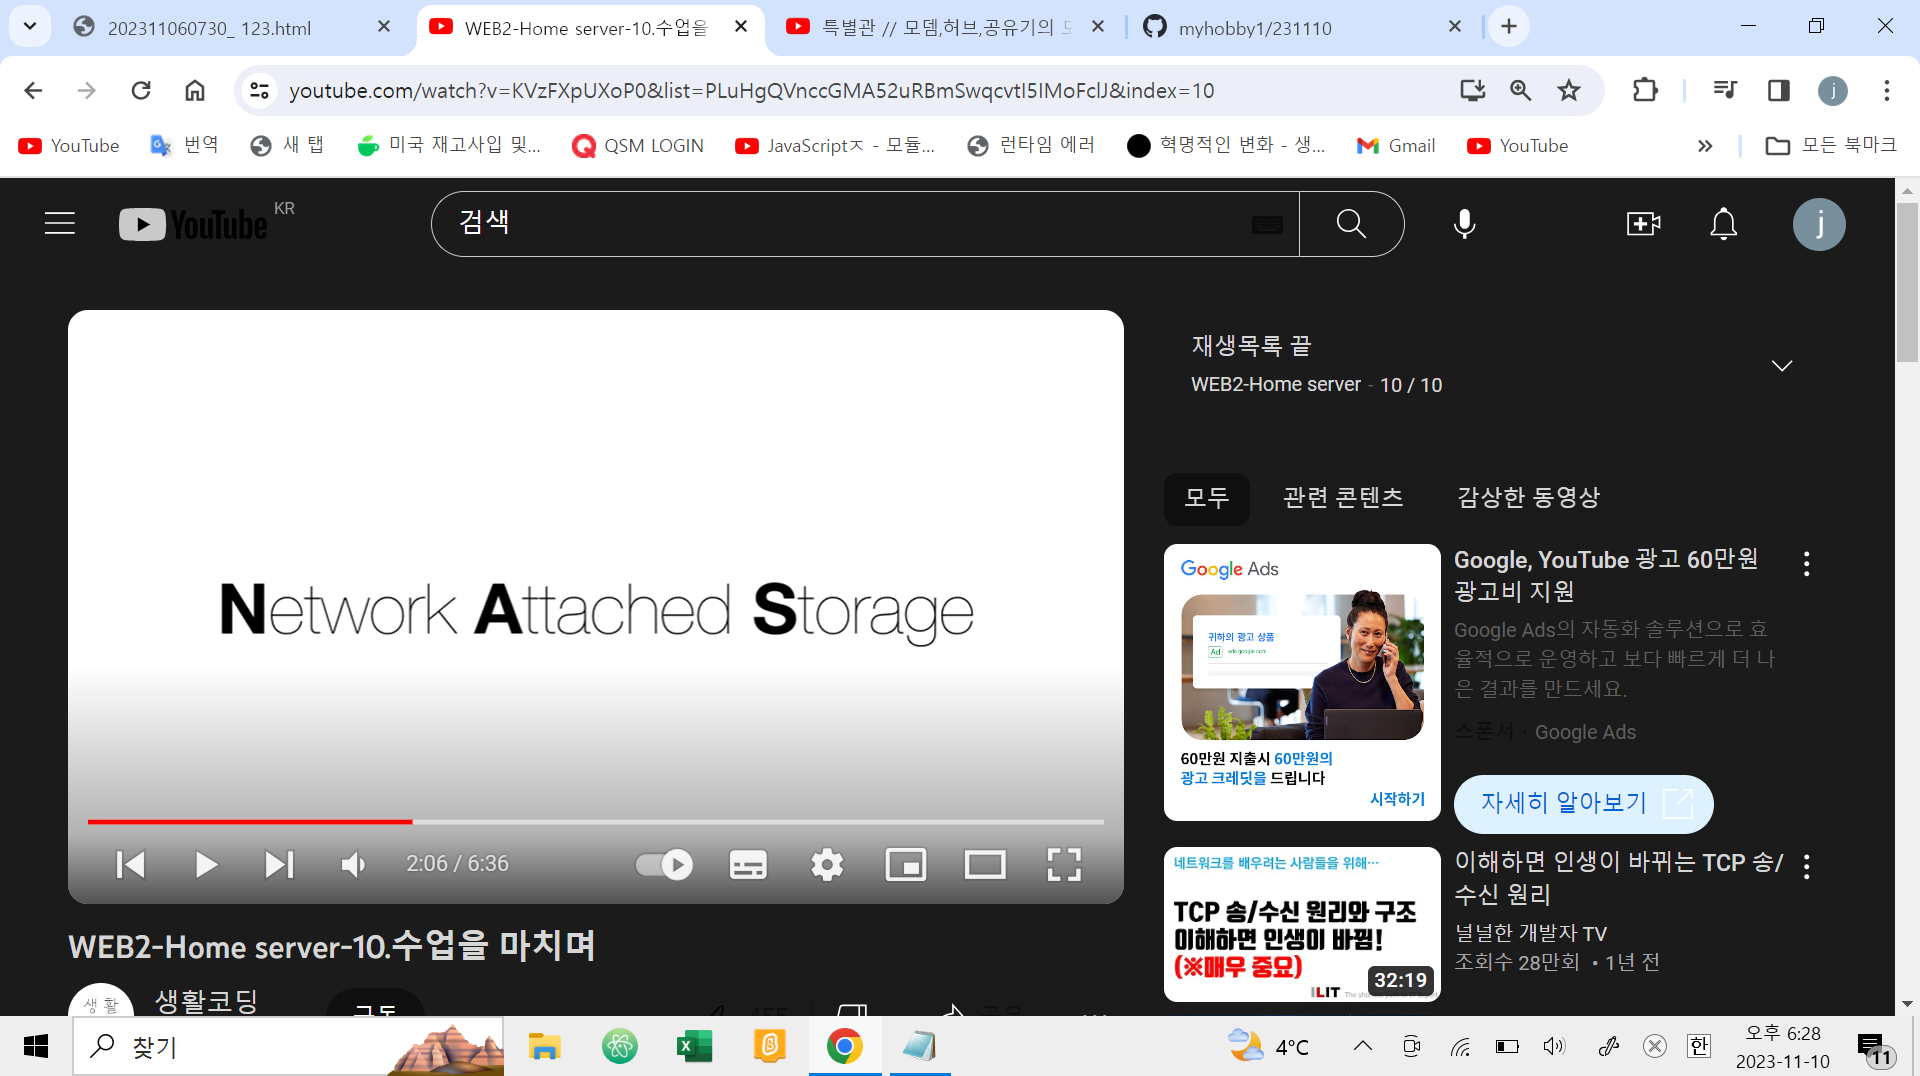 202311060730_ 123.html
WEB2-Home server-10.수업을
특별관 // 모뎀,허브,공유기의
myhobby1/231110
youtube.com/watch?v=KVzFXpUXoP0&list=PLuHgQVnccGMA52uRBmSwqcvtI5IMoFclJ&index=10
j
YouTube
번역
새 탭
미국 재고사입 및...
QSM LOGIN
JavaScriptㅈ - 모듈...
런타임 에러
혁명적인 변화 - 생...
Gmail
YouTube
»
모든 북마크
YouTube KR
검색
j
Network Attached Storage
2:06 / 6:36
재생목록 끝
WEB2-Home server - 10 / 10
모두
관련 콘텐츠
감상한 동영상
Google Ads
귀하의 광고 상품
Ad ads.google.com
60만원 지출시 60만원의
광고 크레딧을 드립니다
시작하기
Google, YouTube 광고 60만원
광고비 지원
Google Ads의 자동화 솔루션으로 효
율적으로 운영하고 보다 빠르게 더 나
은 결과를 만드세요.
스폰서 · Google Ads
자세히 알아보기
네트워크를 배우려는 사람들을 위해...
TCP 송/수신 원리와 구조
이해하면 인생이 바뀜!
(※매우 중요)
ILIT
32:19
이해하면 인생이 바뀌는 TCP 송/
수신 원리
널널한 개발자 TV
조회수 28만회 • 1년 전
WEB2-Home server-10.수업을 마치며
생활
생활코딩
구독
455
공유
찾기
4°C
한
오후 6:28
2023-11-10
11